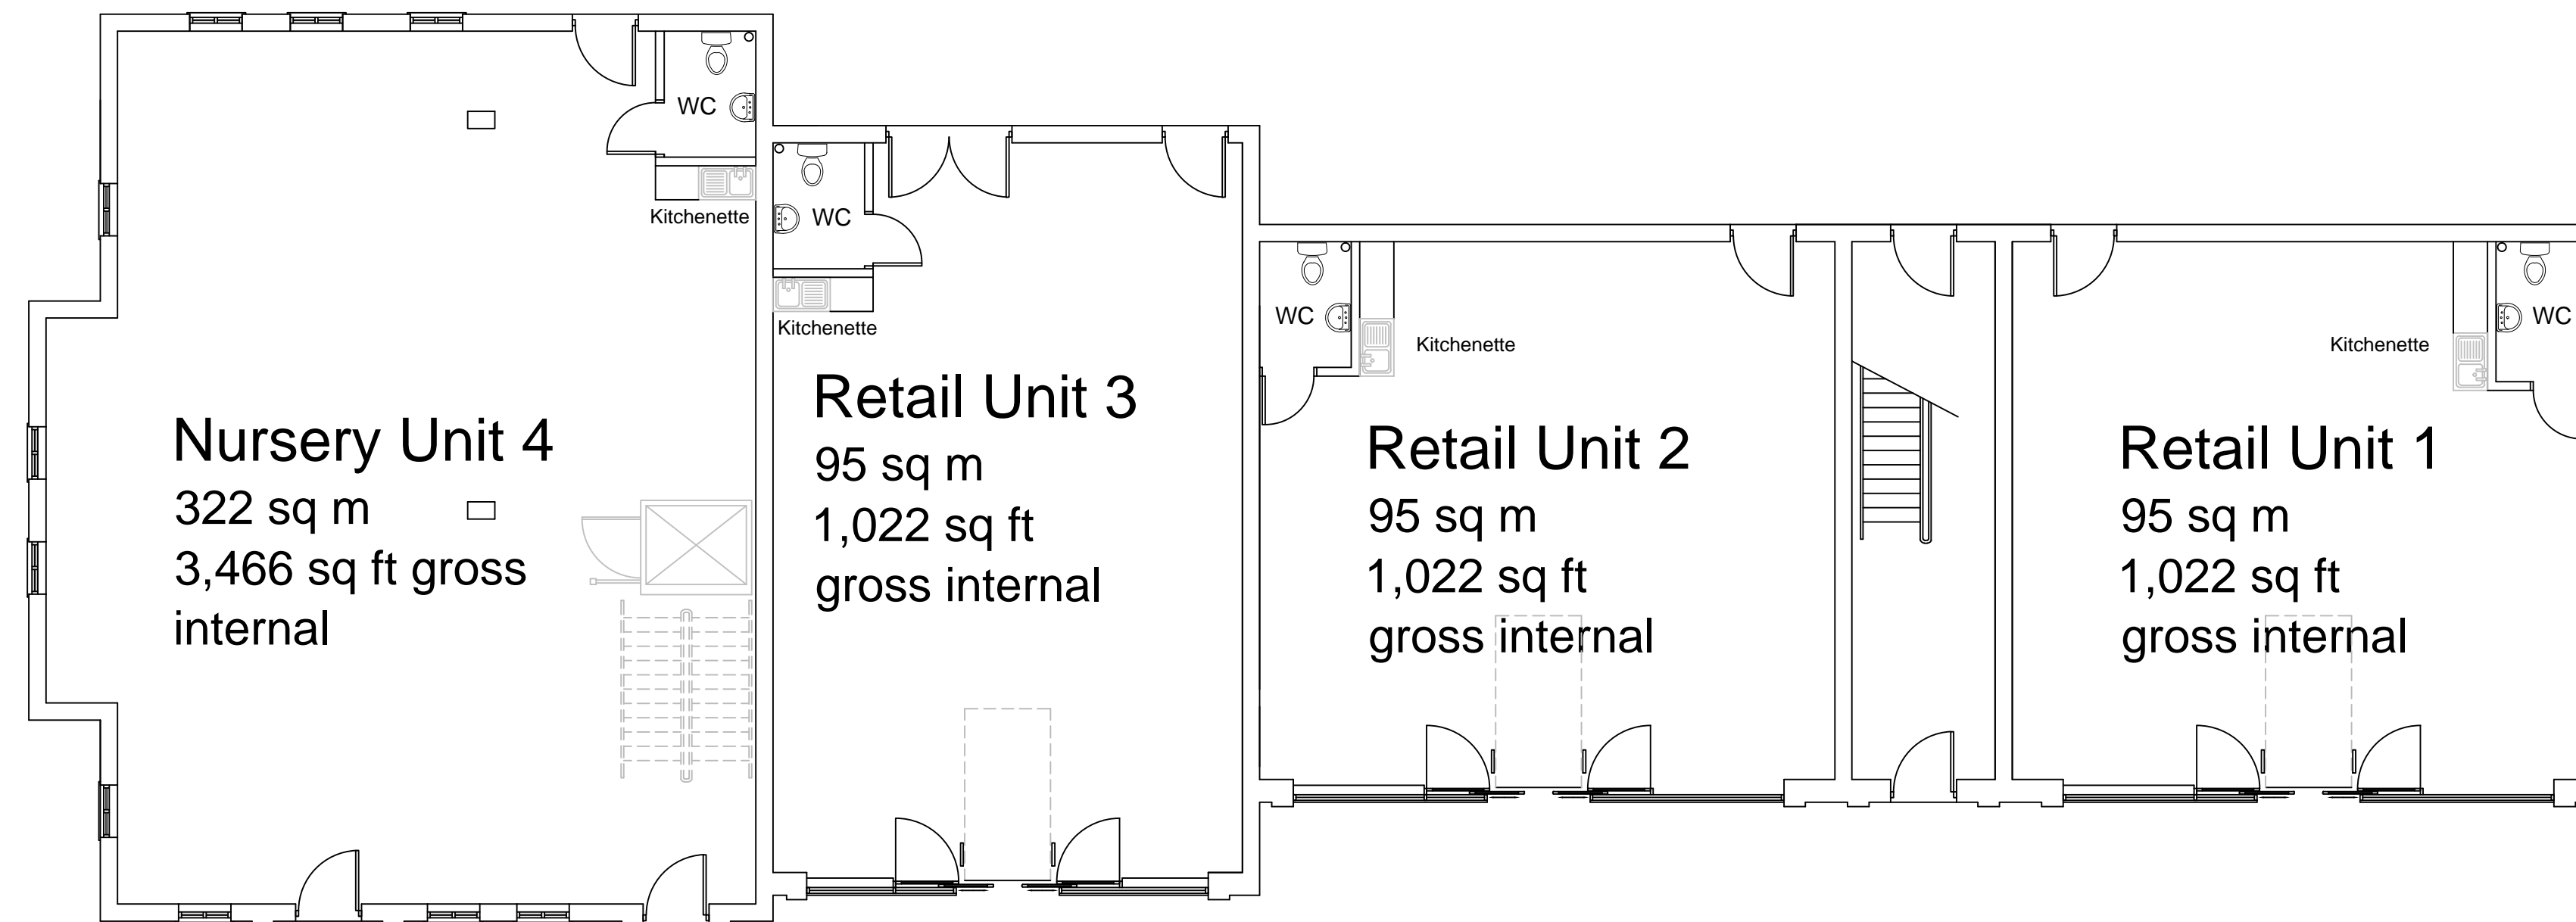 WC
Kitchenette
Nursery Unit 4
322 sq m
3,466 sq ft gross
internal
WC
Kitchenette
Retail Unit 3
95 sq m
1,022 sq ft
gross internal
WC
Kitchenette
Retail Unit 2
95 sq m
1,022 sq ft
gross internal
Kitchenette
WC
Retail Unit 1
95 sq m
1,022 sq ft
gross internal